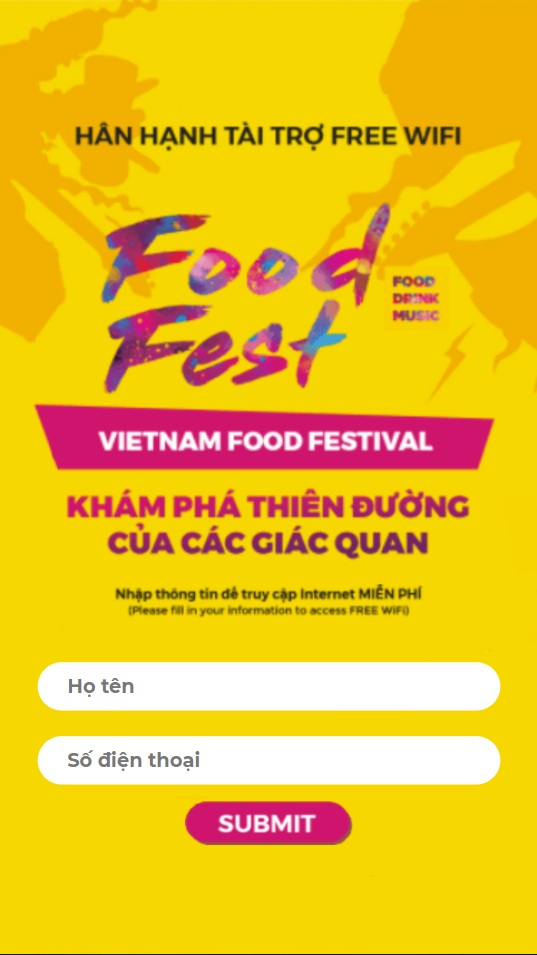 HÂN HẠNH TÀI TRỢ FREE WIFI
Food
Fest
FOOD
DRINK
MUSIC
VIETNAM FOOD FESTIVAL
KHÁM PHÁ THIÊN ĐƯỜNG
CỦA CÁC GIÁC QUAN
Nhập thông tin để truy cập Internet MIỄN PHÍ
(Please fill in your information to access FREE WiFi)
Họ tên
Số điện thoại
SUBMIT